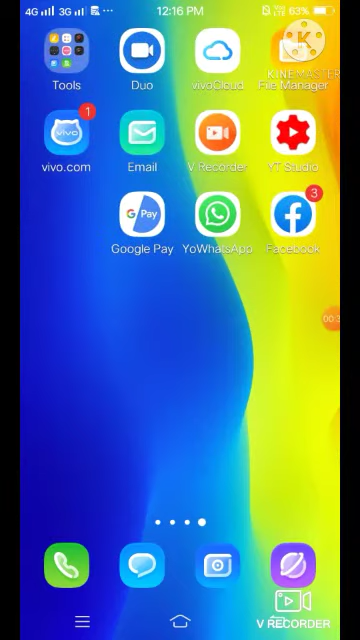 4G 3G 12:16 PM 63%
KINEMASTER
Tools Duo vivoCloud File Manager
vivo 1
vivo.com Email V Recorder YT Studio
G Pay 3
Google Pay YoWhatsApp Facebook
V RECORDER